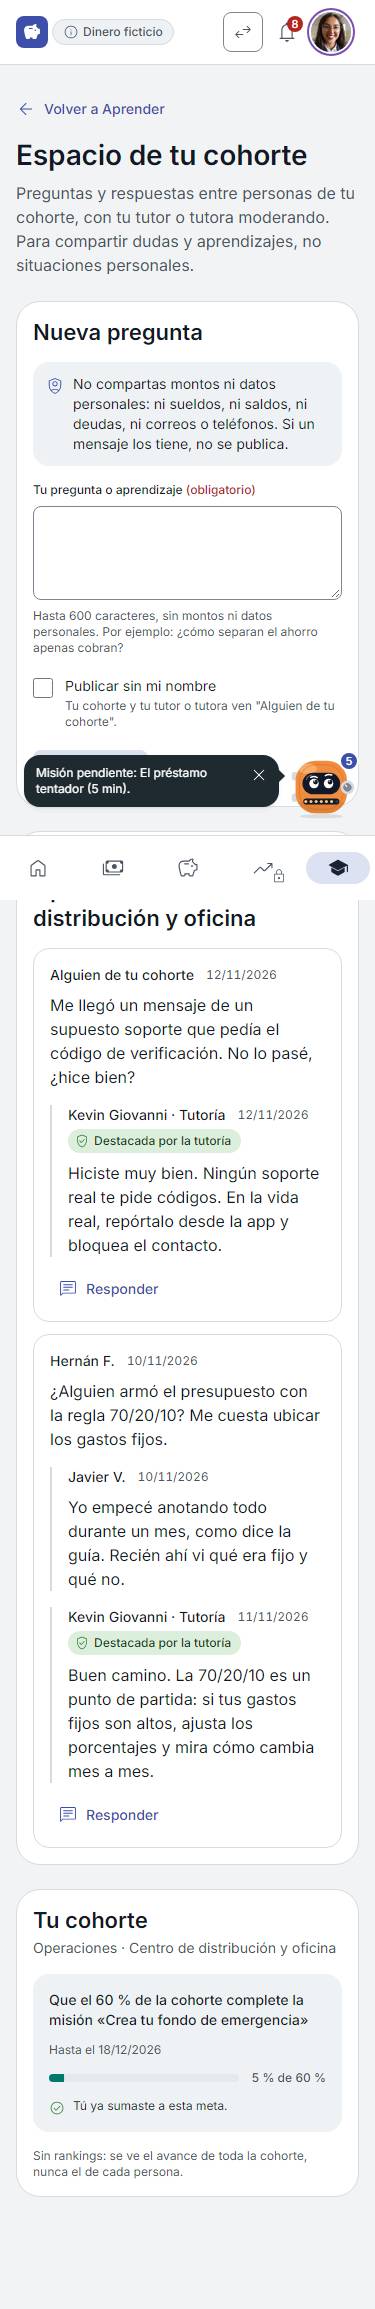 Dinero ficticio
8
Volver a Aprender
Espacio de tu cohorte
Preguntas y respuestas entre personas de tu
cohorte, con tu tutor o tutora moderando.
Para compartir dudas y aprendizajes, no
situaciones personales.
Nueva pregunta
No compartas montos ni datos
personales: ni sueldos, ni saldos, ni
deudas, ni correos o teléfonos. Si un
mensaje los tiene, no se publica.
Tu pregunta o aprendizaje (obligatorio)
Hasta 600 caracteres, sin montos ni datos
personales. Por ejemplo: ¿cómo separan el ahorro
apenas cobran?
Publicar sin mi nombre
Tu cohorte y tu tutor o tutora ven "Alguien de tu
cohorte".
Misión pendiente: El préstamo
tentador (5 min).
5
distribución y oficina
Alguien de tu cohorte 12/11/2026
Me llegó un mensaje de un
supuesto soporte que pedía el
código de verificación. No lo pasé,
¿hice bien?
Kevin Giovanni · Tutoría 12/11/2026
Destacada por la tutoría
Hiciste muy bien. Ningún soporte
real te pide códigos. En la vida
real, repórtalo desde la app y
bloquea el contacto.
Responder
Hernán F. 10/11/2026
¿Alguien armó el presupuesto con
la regla 70/20/10? Me cuesta ubicar
los gastos fijos.
Javier V. 10/11/2026
Yo empecé anotando todo
durante un mes, como dice la
guía. Recién ahí vi qué era fijo y
qué no.
Kevin Giovanni · Tutoría 11/11/2026
Destacada por la tutoría
Buen camino. La 70/20/10 es un
punto de partida: si tus gastos
fijos son altos, ajusta los
porcentajes y mira cómo cambia
mes a mes.
Responder
Tu cohorte
Operaciones · Centro de distribución y oficina
Que el 60 % de la cohorte complete la
misión «Crea tu fondo de emergencia»
Hasta el 18/12/2026
5 % de 60 %
Tú ya sumaste a esta meta.
Sin rankings: se ve el avance de toda la cohorte,
nunca el de cada persona.